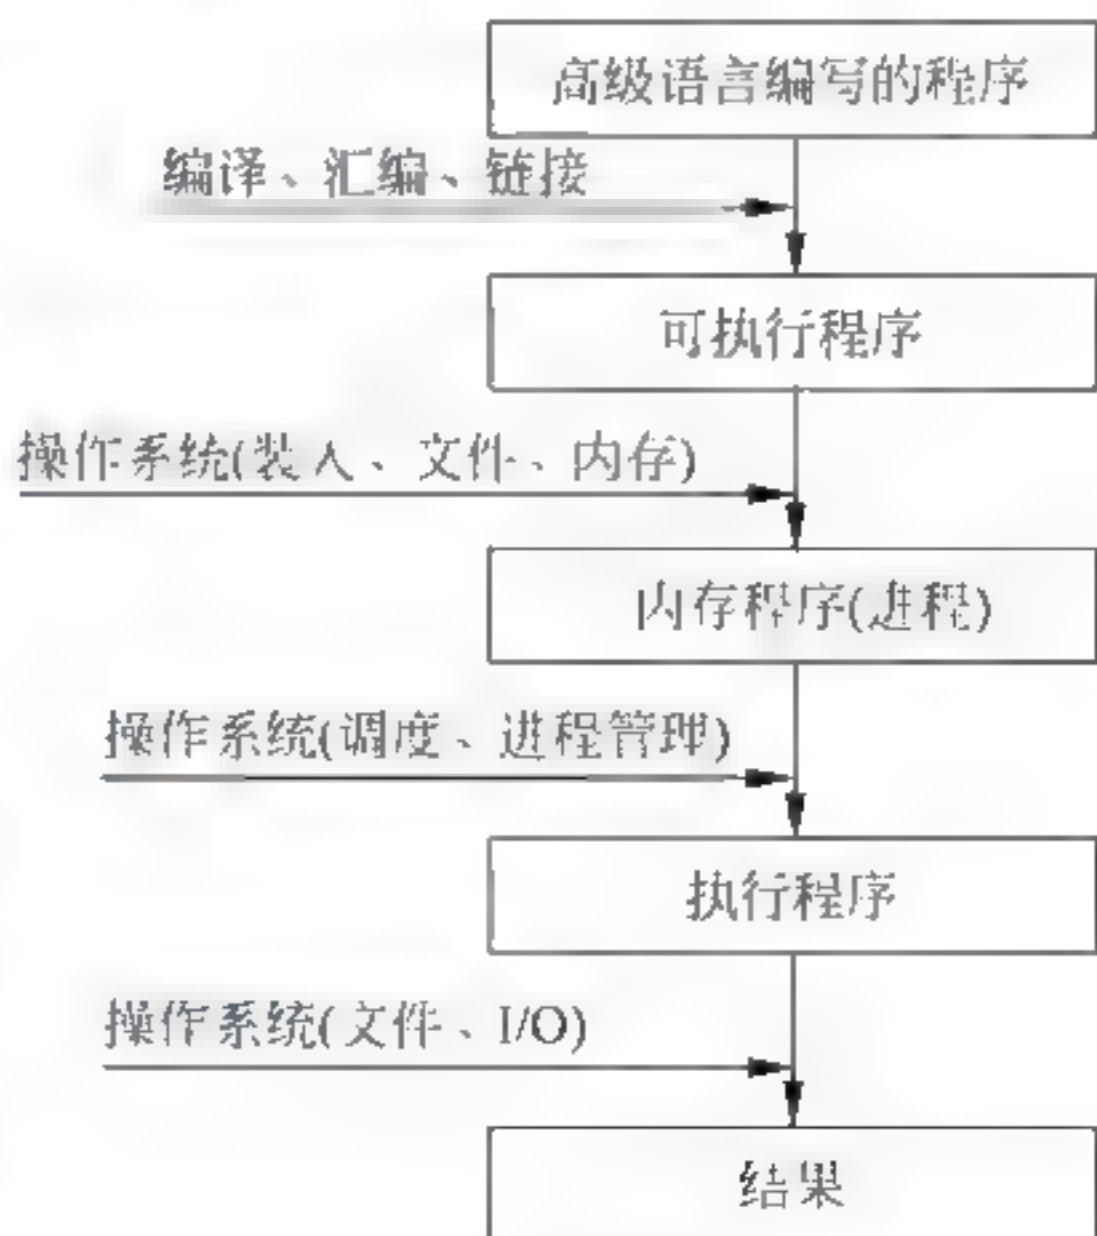 高级语言编写的程序
编译、汇编、链接
可执行程序
操作系统(装入、文件、内存)
内存程序(进程)
操作系统(调度、进程管理)
执行程序
操作系统(文件、I/O)
结果